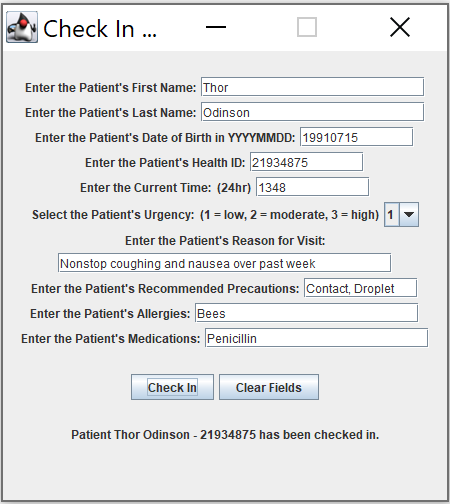 Check In ...
Enter the Patient's First Name: Thor
Enter the Patient's Last Name: Odinson
Enter the Patient's Date of Birth in YYYYMMDD: 19910715
Enter the Patient's Health ID: 21934875
Enter the Current Time: (24hr) 1348
Select the Patient's Urgency: (1 = low, 2 = moderate, 3 = high) 1
Enter the Patient's Reason for Visit:
Nonstop coughing and nausea over past week
Enter the Patient's Recommended Precautions: Contact, Droplet
Enter the Patient's Allergies: Bees
Enter the Patient's Medications: Penicillin
Check In Clear Fields
Patient Thor Odinson - 21934875 has been checked in.